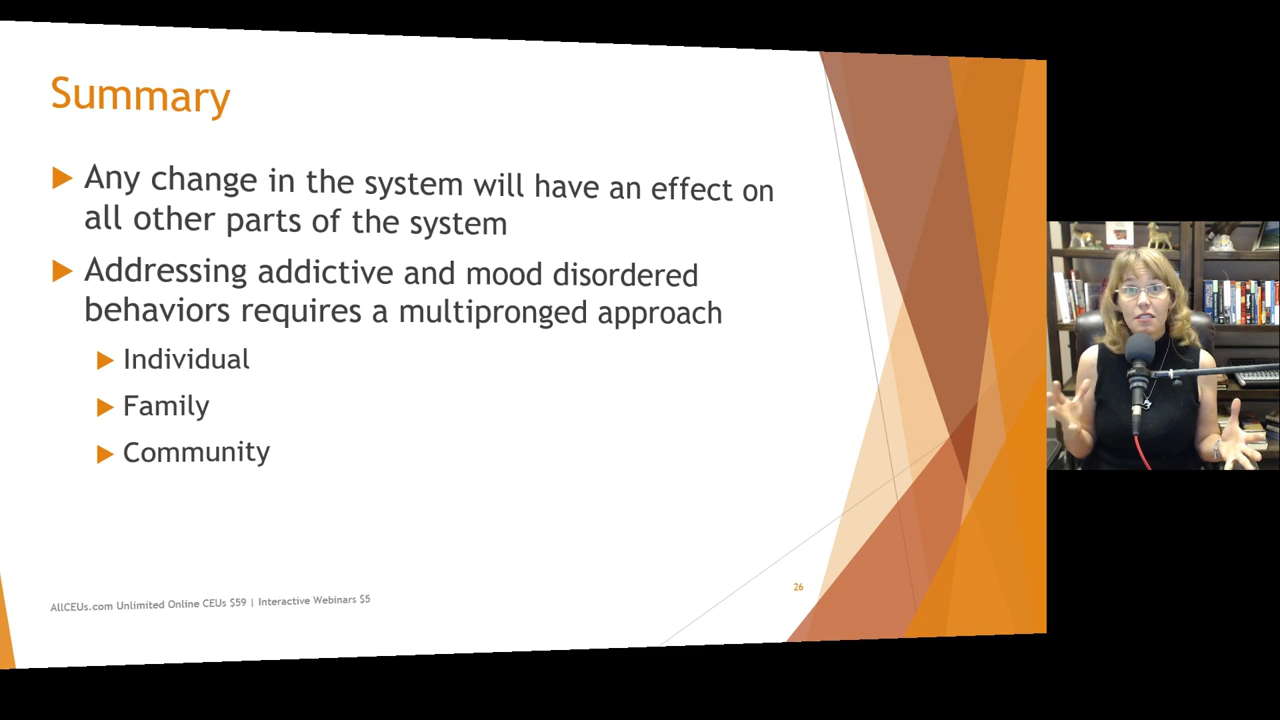 Summary
Any change in the system will have an effect on
all other parts of the system
Addressing addictive and mood disordered
behaviors requires a multipronged approach
Individual
Family
Community
AllCEUs.com Unlimited Online CEUs $59 | Interactive Webinars $5
26